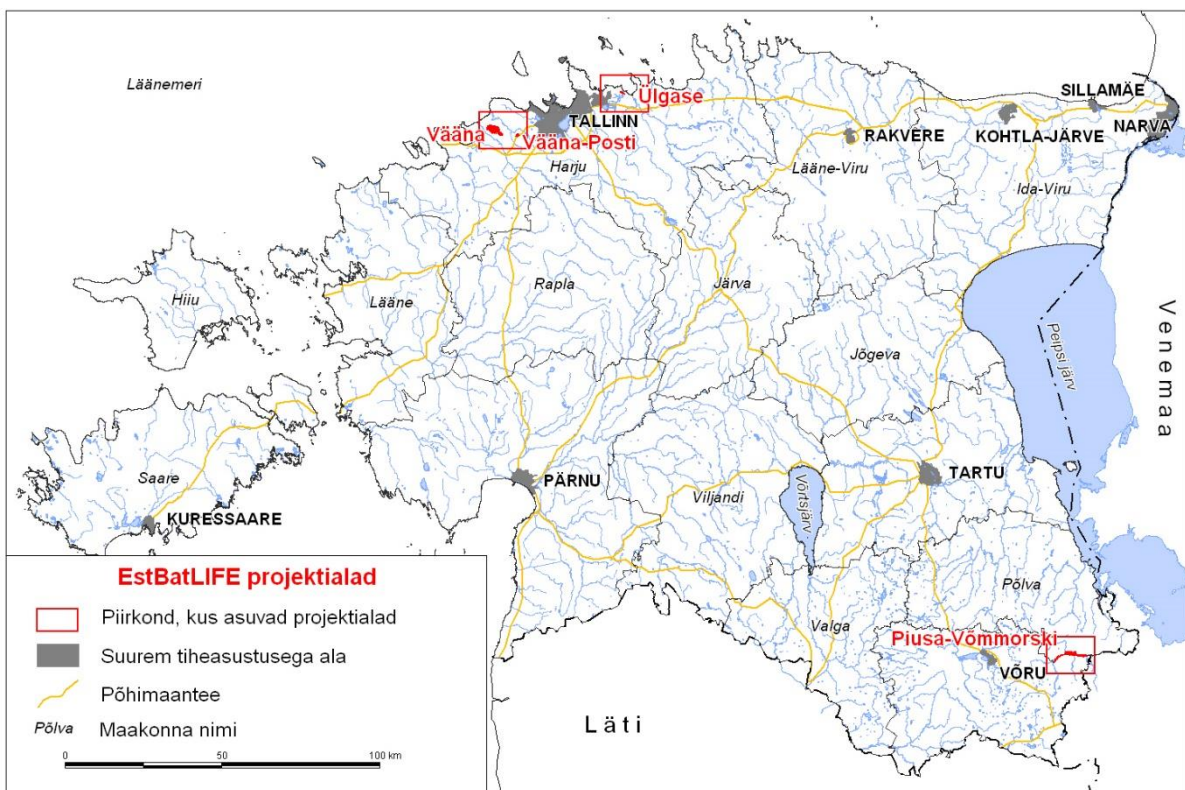 Läänemeri
Ülgase
SILLAMÄE
TALLINN
Vääna
Vääna-Posti
RAKVERE
KOHTLA-JÄRVE
NARVA
Harju
Lääne-Viru
Ida-Viru
Hiiu
Lääne
Rapla
Järva
Jõgeva
Peipsi järv
Venemaa
Saare
KURESSAARE
PÄRNU
Viljandi
Võrtsjärv
TARTU
Põlva
Valga
Piusa-Võmmorski
VÕRU
Läti
EstBatLIFE projektialad
Piirkond, kus asuvad projektialad
Suurem tiheasustusega ala
Põhimaantee
Põlva Maakonna nimi
0 50 100 km